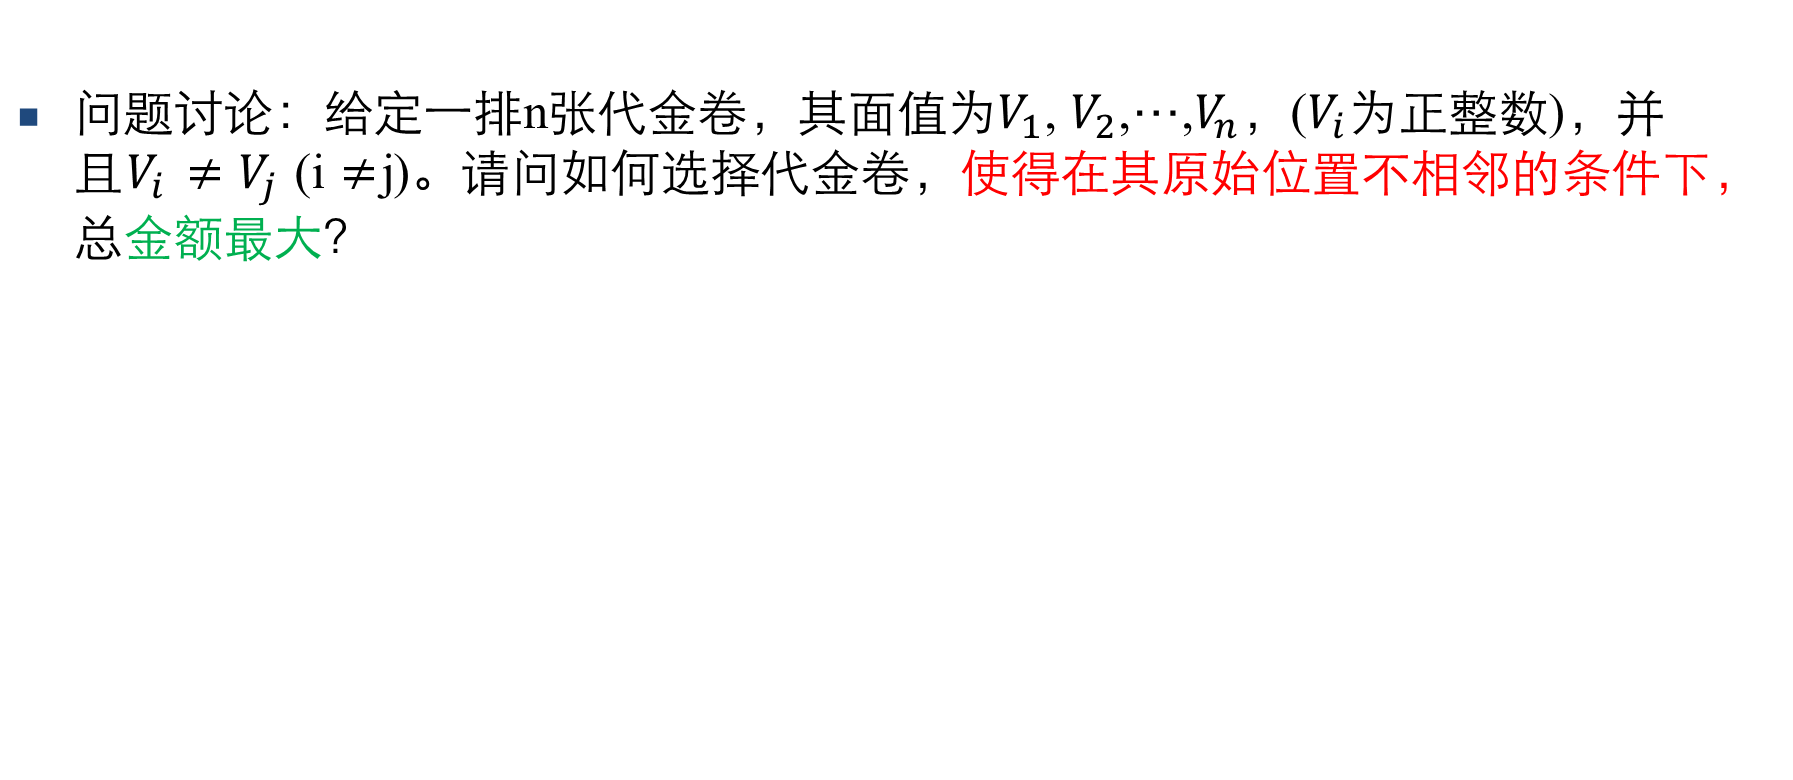 ▪ 问题讨论：给定一排n张代金卷，其面值为V₁, V₂,⋯,Vₙ，(Vᵢ为正整数)，并
且Vᵢ ≠ Vⱼ (i ≠j)。请问如何选择代金卷，使得在其原始位置不相邻的条件下，
总金额最大?